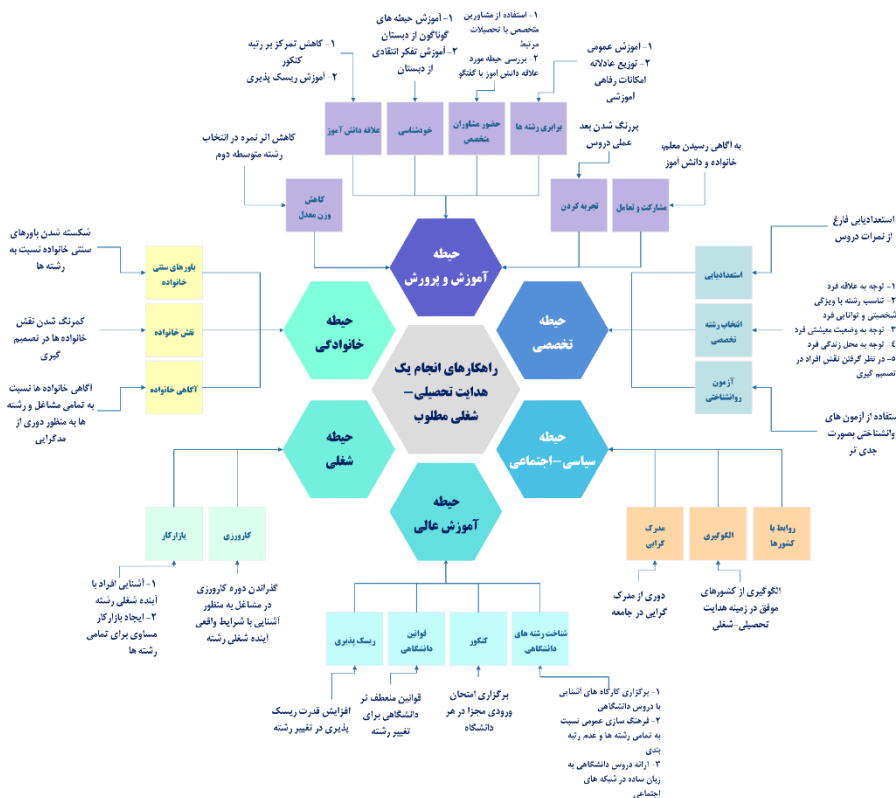 ۱- استفاده از مشاورین
متخصص با تحصیلات
مرتبط
۲- بررسی حیطه مورد
علاقه دانش آموز با گفتگو
۱- آموزش حیطه های
گوناگون از دبستان
۲- آموزش تفکر انتقادی
از دبستان
۱- کاهش تمرکز بر رتبه
کنکور
۲- آموزش ریسک پذیری
۱- آموزش عمومی
۲- توزیع عادلانه
امکانات رفاهی
آموزشی
برابری رشته ها
حضور مشاوران
متخصص
خودشناسی
علاقه دانش آموز
پررنگ شدن بعد
عملی دروس
به آگاهی رسیدن معلم،
خانواده و دانش آموز
کاهش اثر نمره در انتخاب
رشته متوسطه دوم
مشارکت و تعامل
تجربه کردن
کاهش
وزن معدل
حیطه
آموزش و پرورش
استعدادیابی فارغ
از نمرات دروس
استعدادیابی
۱- توجه به علاقه فرد
۲- تناسب رشته با ویژگی
شخصیتی و توانایی فرد
۳- توجه به وضعیت معیشتی فرد
٤- توجه به محل زندگی فرد
٥- در نظر گرفتن نقش افراد در
تصمیم گیری
انتخاب رشته
تخصصی
آزمون
روانشناختی
ستفاده از آزمون های
وانشناختی بصورت
جدی تر
حیطه
تخصصی
شکسته شدن باورهای
سنتی خانواده نسبت به
رشته ها
باورهای سنتی
خانواده
کمرنگ شدن نقش
خانواده ها در تصمیم
گیری
نقش خانواده
آگاهی خانواده ها نسبت
به تمامی مشاغل و رشته
ها به منظور دوری از
مدگرایی
آگاهی خانواده
حیطه
خانوادگی
راهکارهای انجام یک
هدایت تحصیلی–
شغلی مطلوب
حیطه
سیاسی–اجتماعی
حیطه
شغلی
حیطه
آموزش عالی
روابط با
کشورها
الگوگیری
مدرک
گرایی
الگوگیری از کشورهای
موفق در زمینه هدایت
تحصیلی-شغلی
دوری از مدرک
گرایی در جامعه
کارورزی
بازارکار
گذراندن دوره کارورزی
در مشاغل به منظور
آشنایی با شرایط واقعی
آینده شغلی رشته
۱- آشنایی افراد با
آینده شغلی رشته
۲- ایجاد بازارکار
مساوی برای تمامی
رشته ها
شناخت رشته های
دانشگاهی
کنکور
قوانین
دانشگاهی
ریسک پذیری
۱- برگزاری کارگاه های آشنایی
با دروس دانشگاهی
۲- فرهنگ سازی عمومی نسبت
به تمامی رشته ها و عدم رتبه
بندی
۳- ارائه دروس دانشگاهی به
زبان ساده در شبکه های
اجتماعی
برگزاری امتحان
ورودی مجزا در هر
دانشگاه
قوانین منعطف تر
دانشگاهی برای
تغییر رشته
افزایش قدرت ریسک
پذیری در تغییر رشته